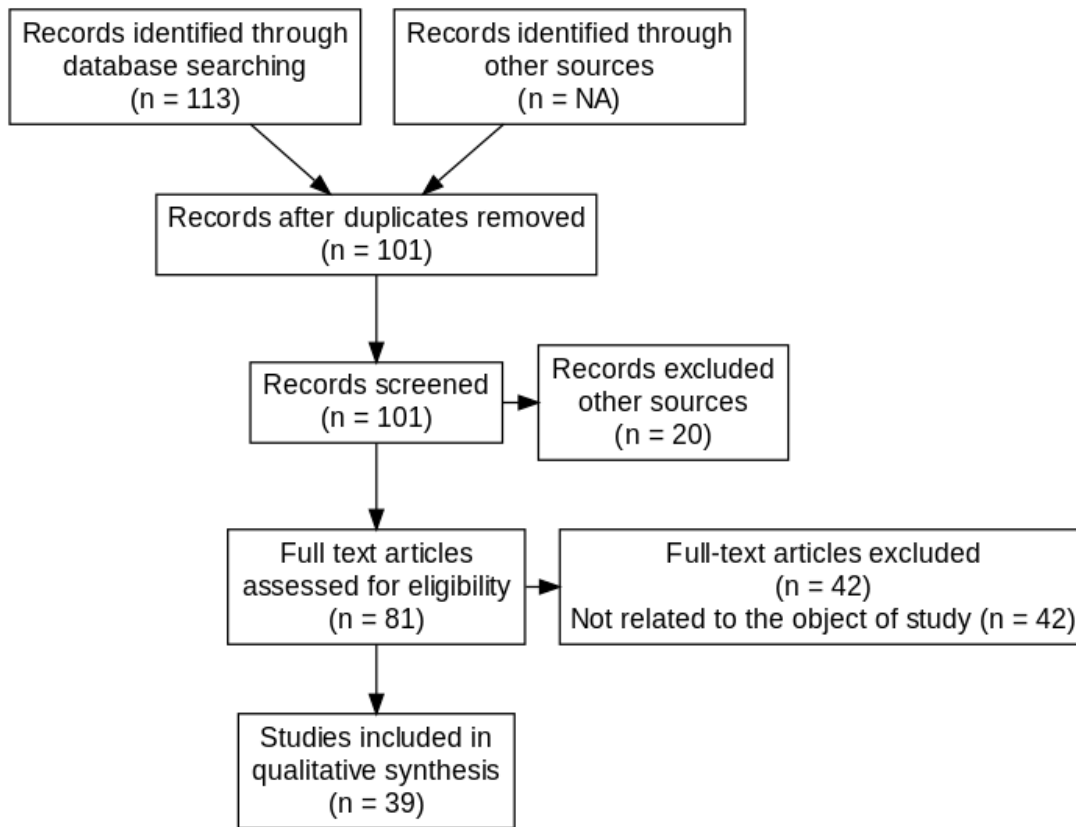 Records identified through
database searching
(n = 113)
Records identified through
other sources
(n = NA)
Records after duplicates removed
(n = 101)
Records screened
(n = 101)
Records excluded
other sources
(n = 20)
Full text articles
assessed for eligibility
(n = 81)
Full-text articles excluded
(n = 42)
Not related to the object of study (n = 42)
Studies included in
qualitative synthesis
(n = 39)